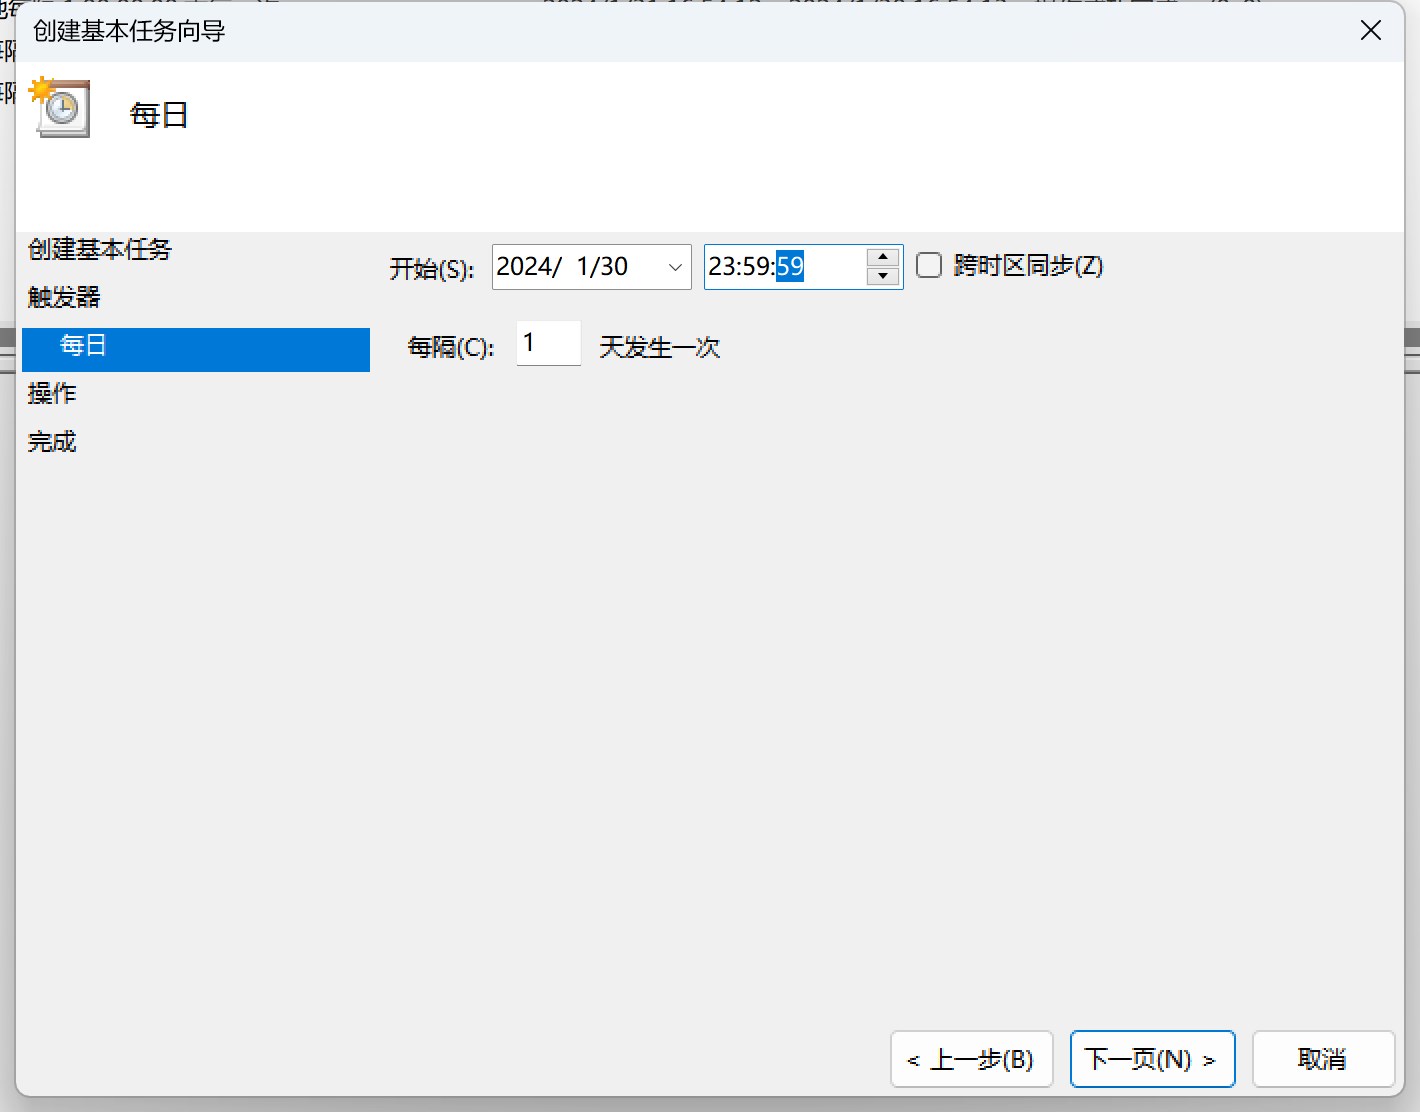 创建基本任务向导
每日
创建基本任务
触发器
每日
操作
完成
开始(S): 2024/ 1/30 23:59:59 跨时区同步(Z)
每隔(C): 1 天发生一次
< 上一步(B) 下一页(N) > 取消